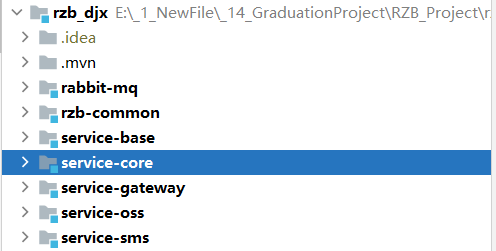 rzb_djx E:\_1_NewFile\_14_GraduationProject\RZB_Project\r
.idea
.mvn
rabbit-mq
rzb-common
service-base
service-core
service-gateway
service-oss
service-sms